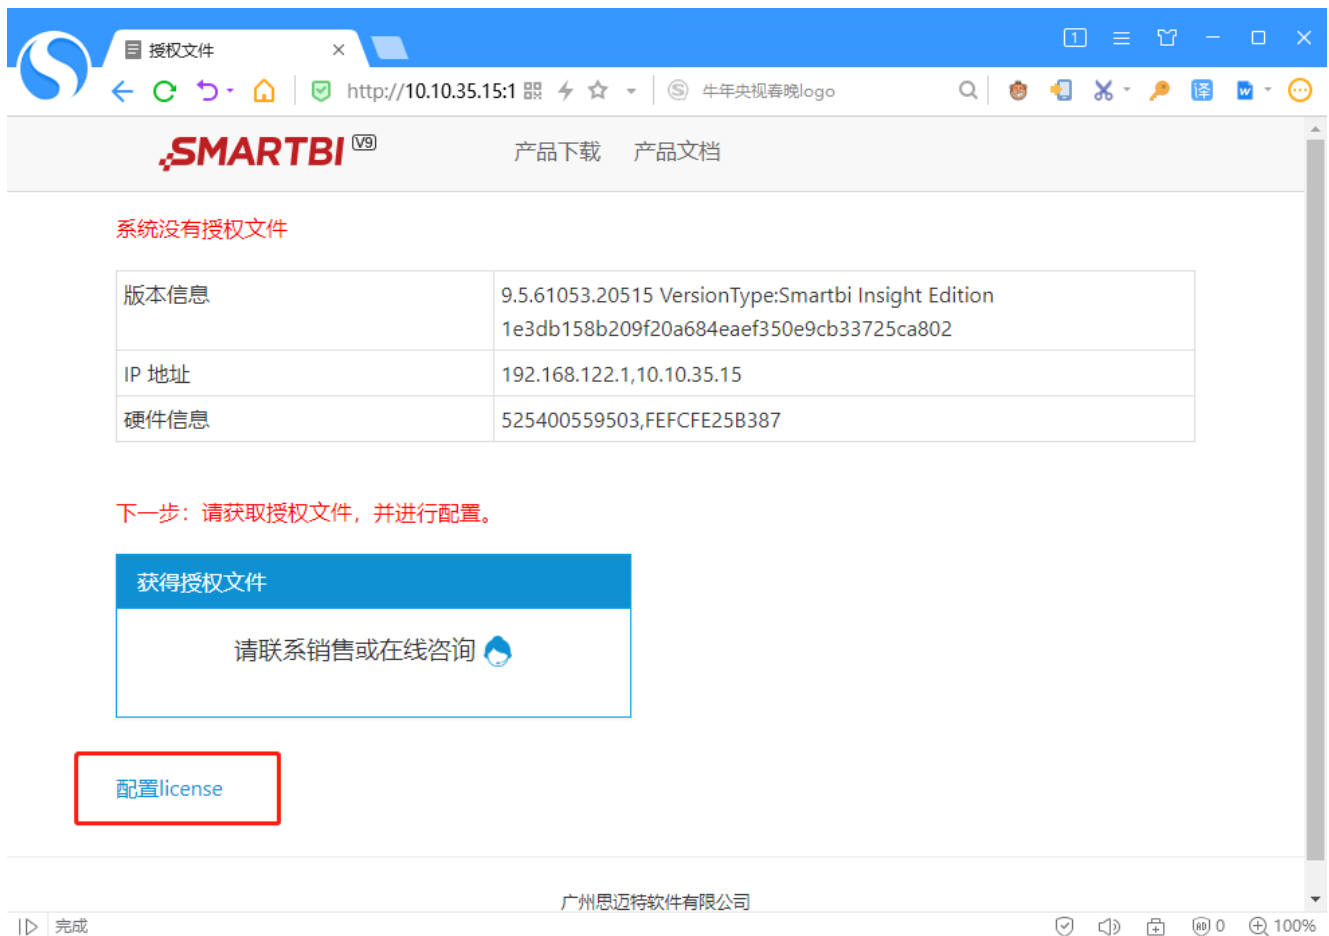 授权文件
1
http://10.10.35.15:1
牛年央视春晚logo
译
W
SMARTBI V9
产品下载 产品文档
系统没有授权文件
版本信息
9.5.61053.20515 VersionType:Smartbi Insight Edition
1e3db158b209f20a684eaef350e9cb33725ca802
IP 地址
192.168.122.1,10.10.35.15
硬件信息
525400559503,FEFCFE25B387
下一步：请获取授权文件，并进行配置。
获得授权文件
请联系销售或在线咨询
配置license
广州思迈特软件有限公司
完成
AD 0
100%